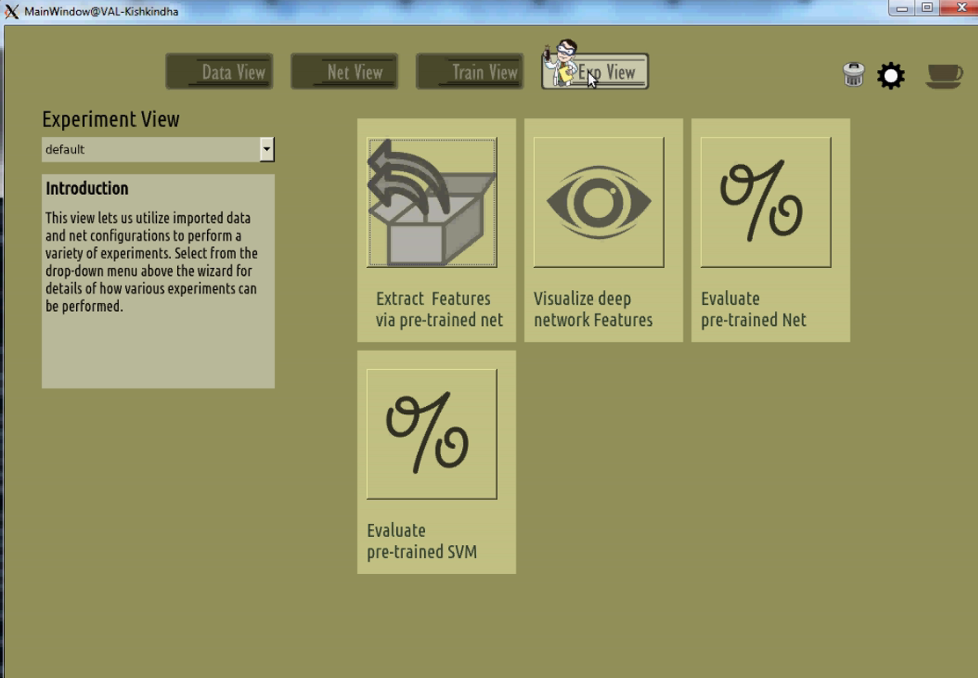 MainWindow@VAL-Kishkindha
Data View
Net View
Train View
Exp View
Experiment View
default
Introduction
This view lets us utilize imported data
and net configurations to perform a
variety of experiments. Select from the
drop-down menu above the wizard for
details of how various experiments can
be performed.
Extract Features
via pre-trained net
Visualize deep
network Features
Evaluate
pre-trained Net
Evaluate
pre-trained SVM